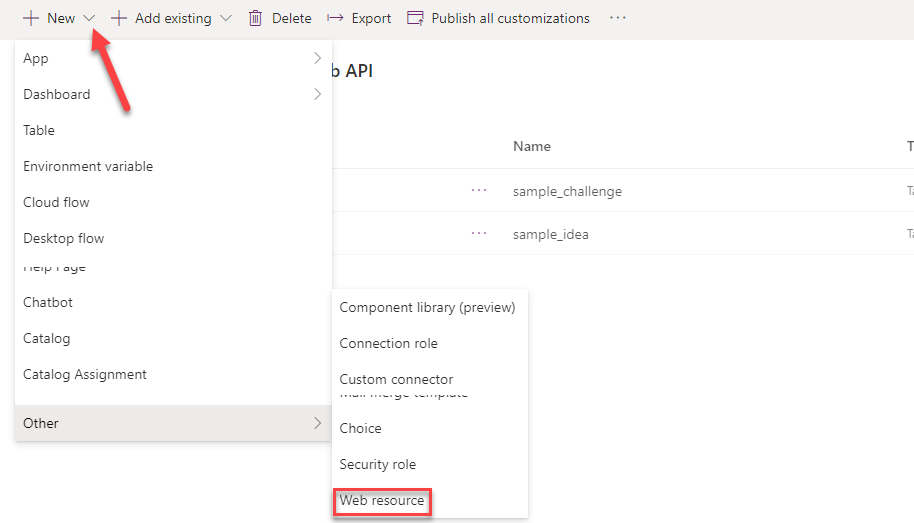 New Add existing Delete Export Publish all customizations ...
App
b API
Dashboard
Table
Name T
Environment variable
... sample_challenge Ta
Cloud flow
Desktop flow
... sample_idea Ta
Help Page
Chatbot
Component library (preview)
Catalog
Connection role
Catalog Assignment
Custom connector
Mail merge template
Other
Choice
Security role
Web resource